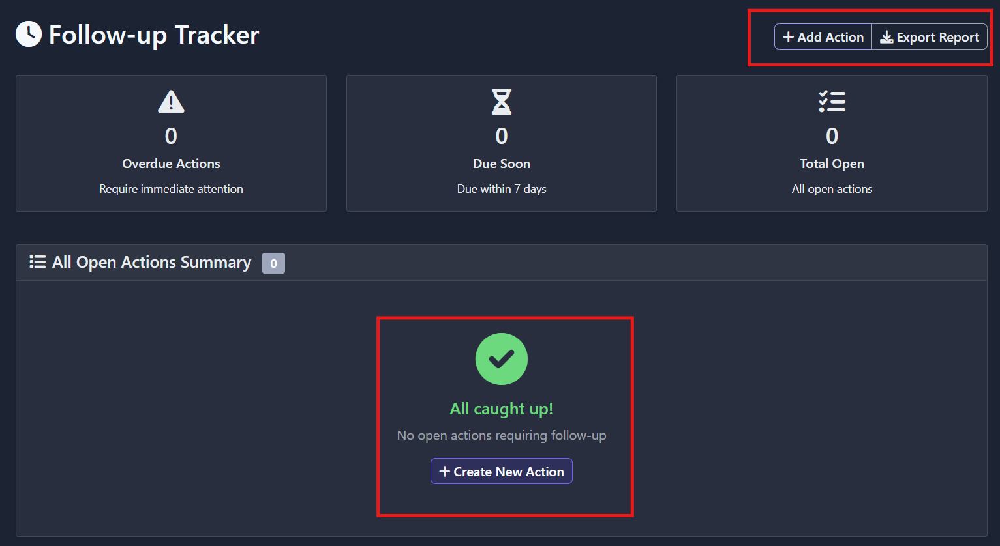 Follow-up Tracker
Add Action
Export Report
0
Overdue Actions
Require immediate attention
0
Due Soon
Due within 7 days
0
Total Open
All open actions
All Open Actions Summary 0
All caught up!
No open actions requiring follow-up
Create New Action